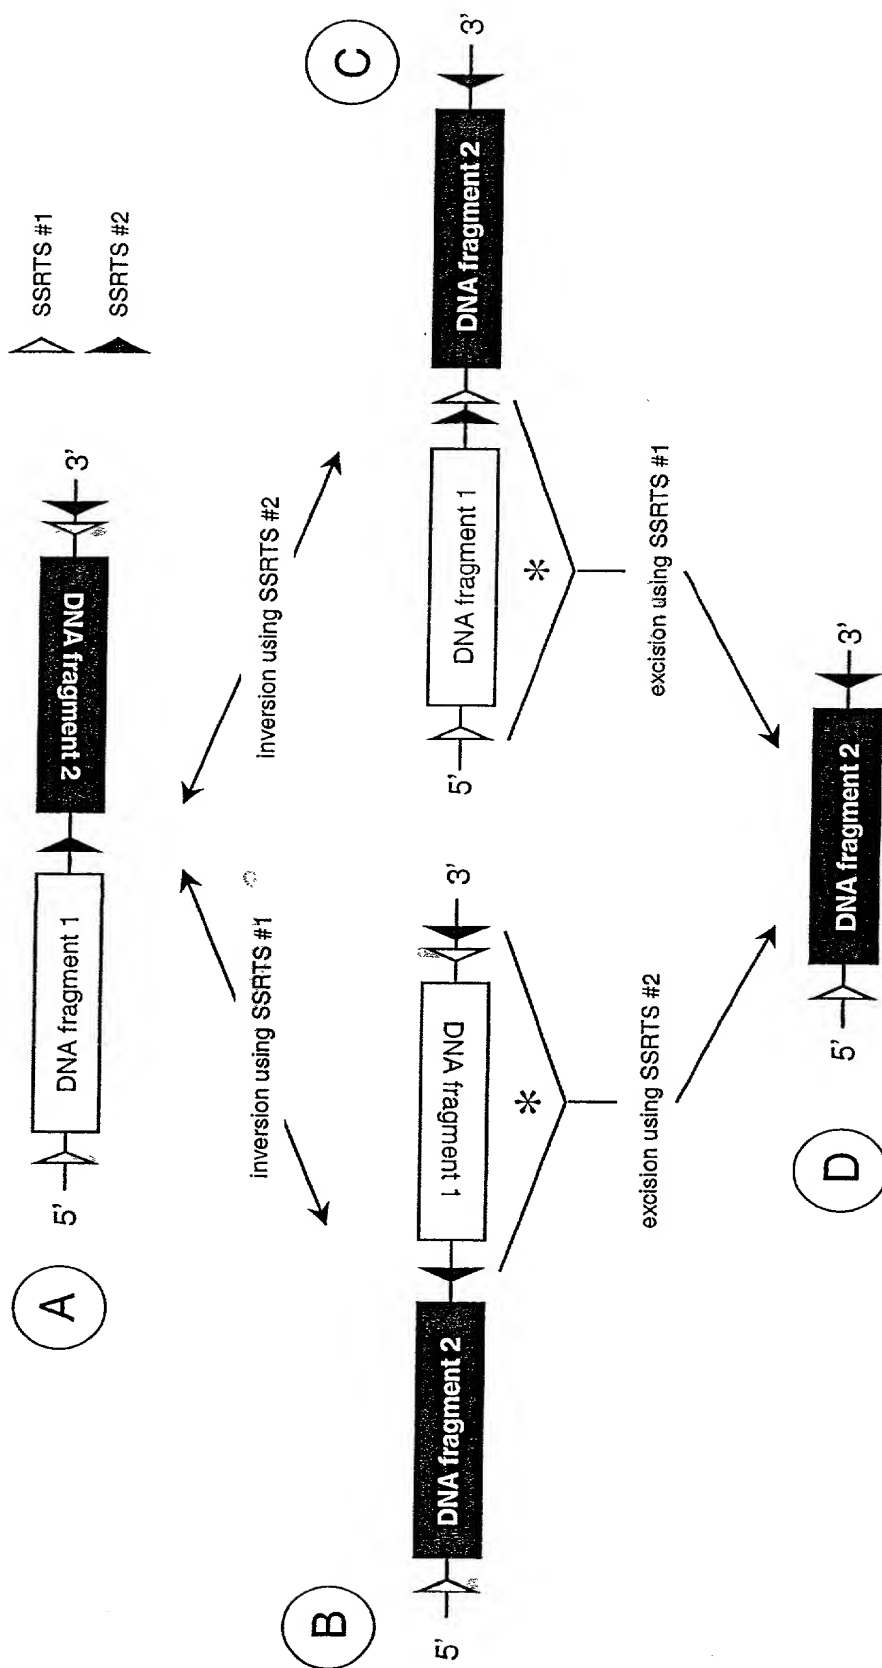 SSRTS #1
SSRTS #2
A
5'
DNA fragment 1
DNA fragment 2
3'
inversion using SSRTS #1
inversion using SSRTS #2
B
5'
DNA fragment 2
DNA fragment 1
3'
*
excision using SSRTS #2
C
5'
DNA fragment 1
DNA fragment 2
3'
*
excision using SSRTS #1
D
5'
DNA fragment 2
3'